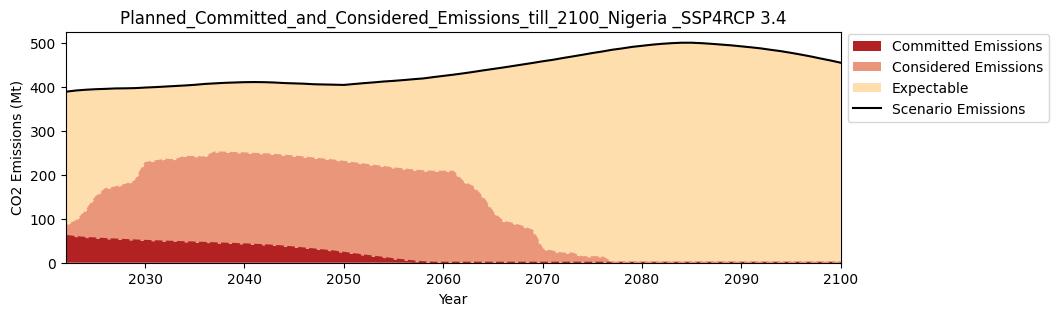 Planned_Committed_and_Considered_Emissions_till_2100_Nigeria _SSP4RCP 3.4
500
400
300
200
100
0
CO2 Emissions (Mt)
2030 2040 2050 2060 2070 2080 2090 2100
Year
Committed Emissions
Considered Emissions
Expectable
Scenario Emissions